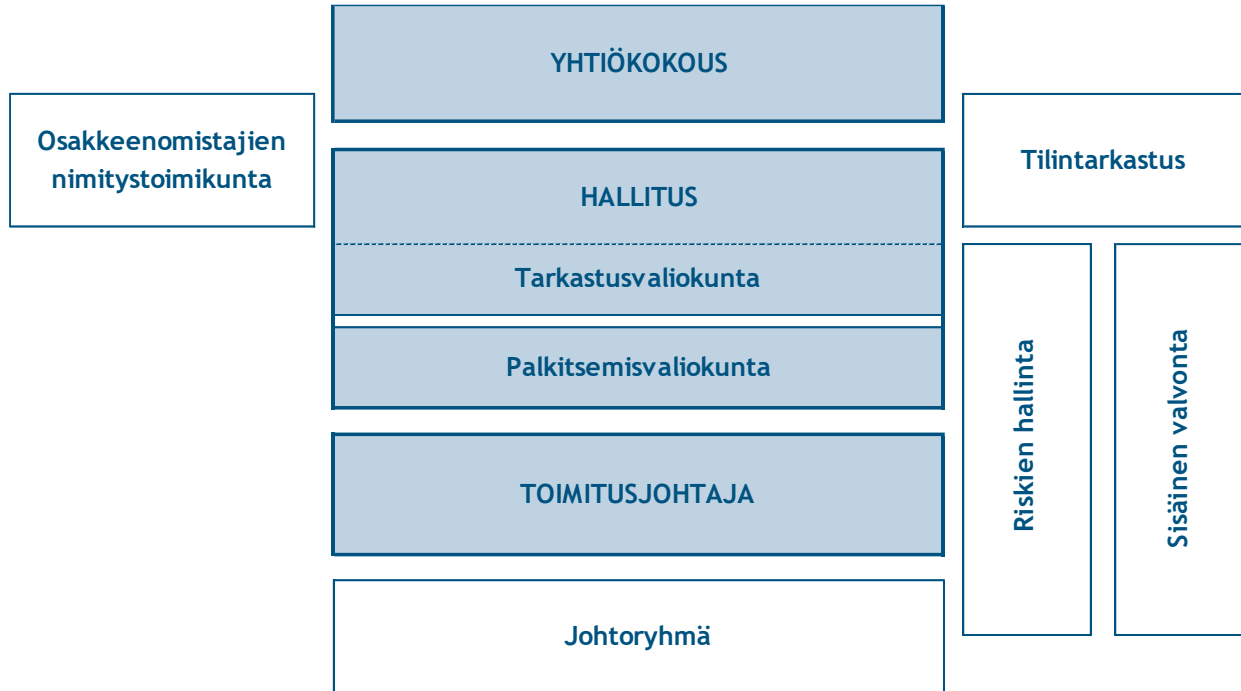 YHTIÖKOKOUS
Osakkeenomistajien
nimitystoimikunta
Tilintarkastus
HALLITUS
Tarkastusvaliokunta
Palkitsemisvaliokunta
TOIMITUSJOHTAJA
Johtoryhmä
Riskien hallinta
Sisäinen valvonta